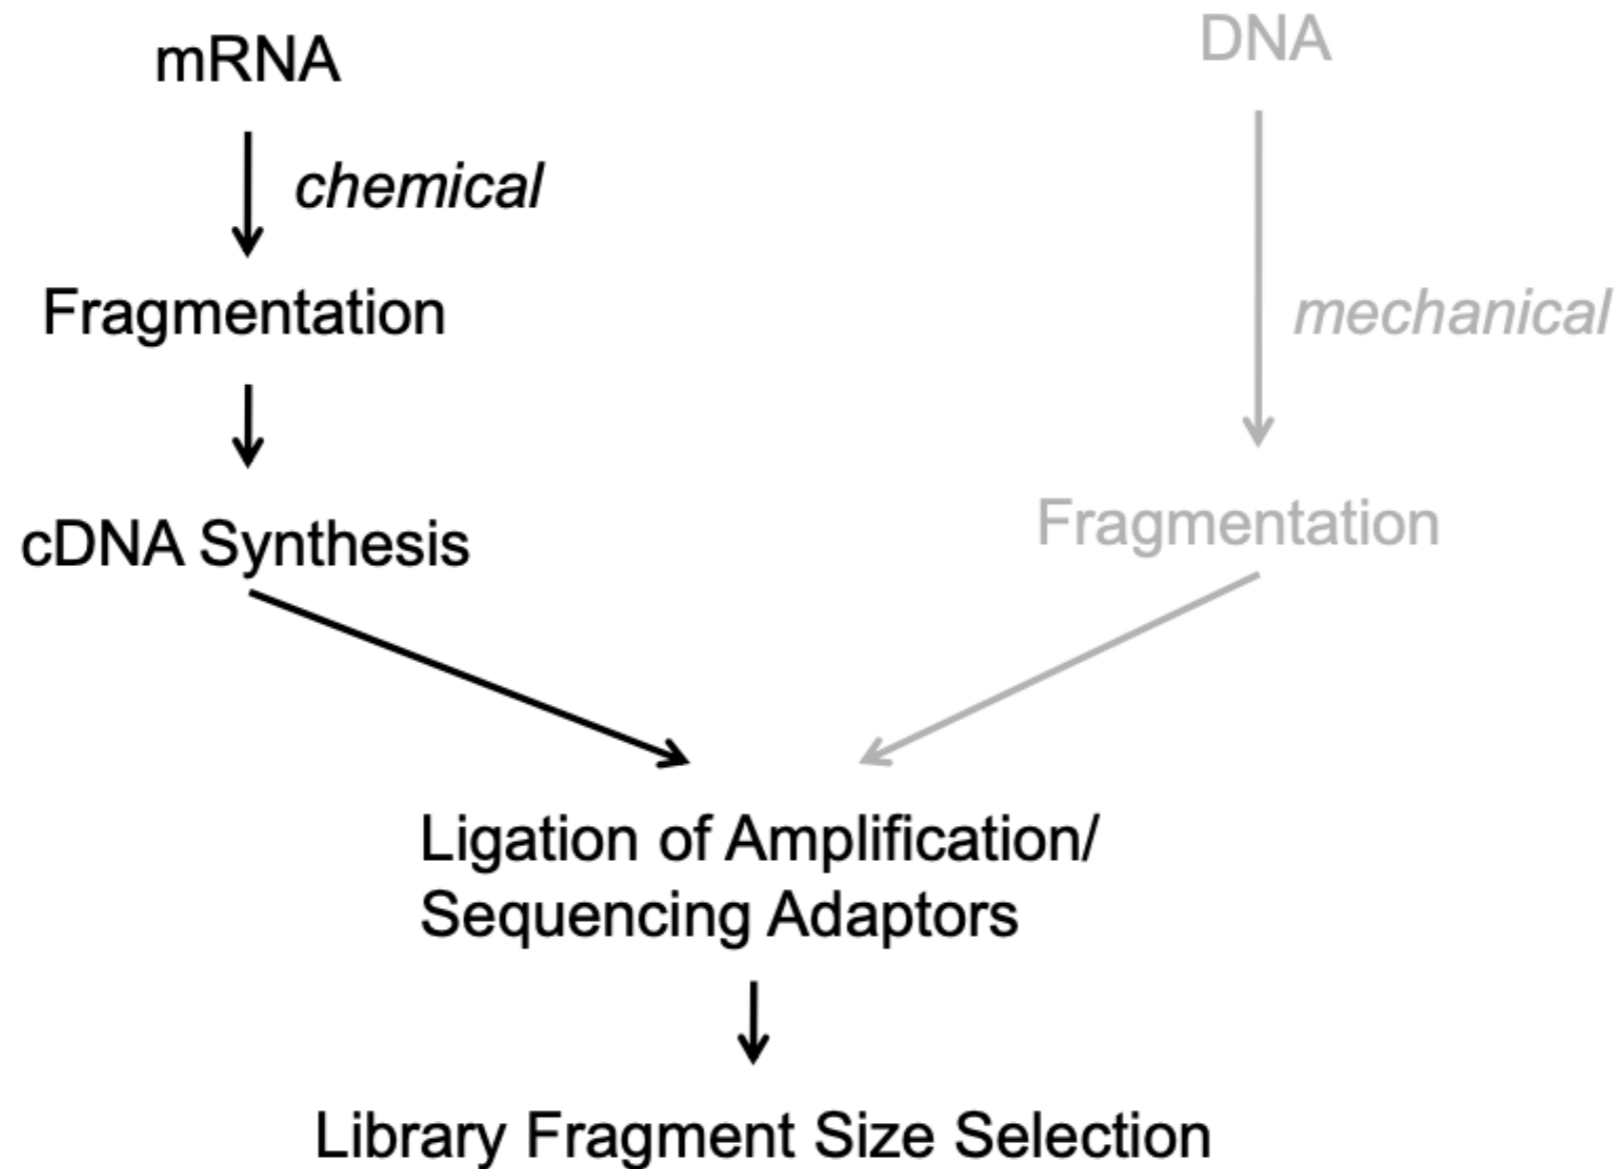 mRNA
DNA
chemical
mechanical
Fragmentation
cDNA Synthesis
Fragmentation
Ligation of Amplification/
Sequencing Adaptors
Library Fragment Size Selection